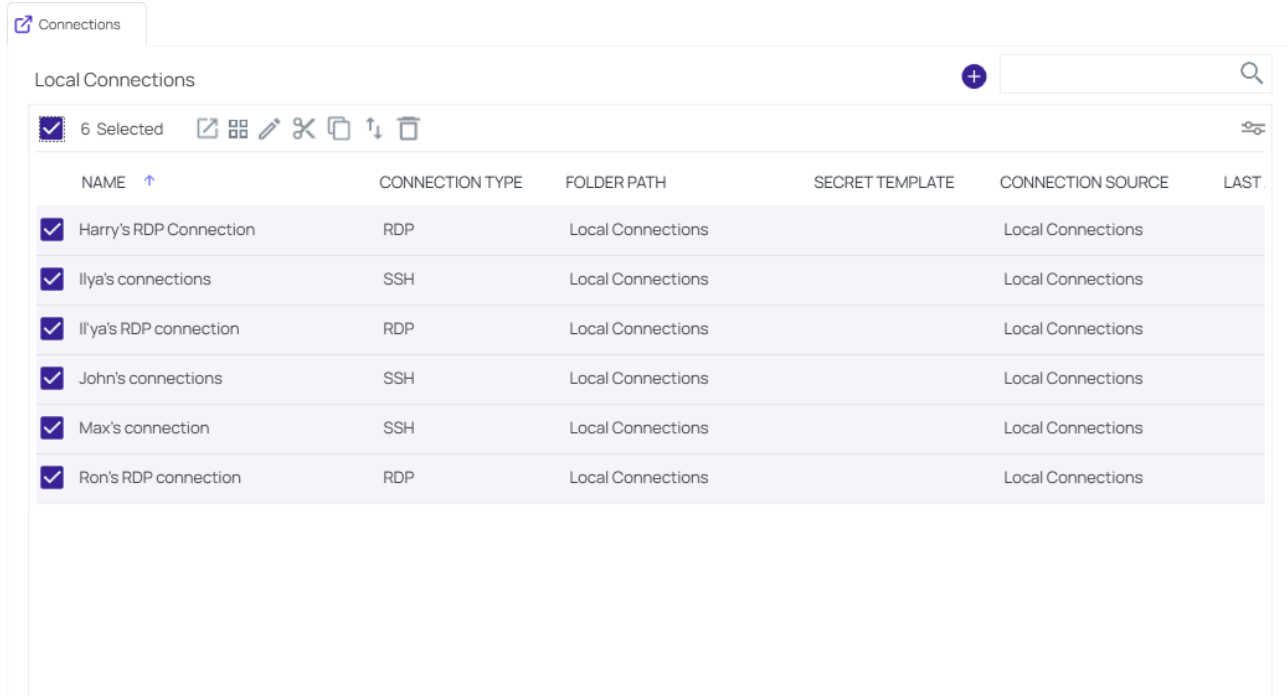 Connections
Local Connections
6 Selected
NAME CONNECTION TYPE FOLDER PATH SECRET TEMPLATE CONNECTION SOURCE LAST
Harry's RDP Connection RDP Local Connections Local Connections
Ilya's connections SSH Local Connections Local Connections
Il'ya's RDP connection RDP Local Connections Local Connections
John's connections SSH Local Connections Local Connections
Max's connection SSH Local Connections Local Connections
Ron's RDP connection RDP Local Connections Local Connections